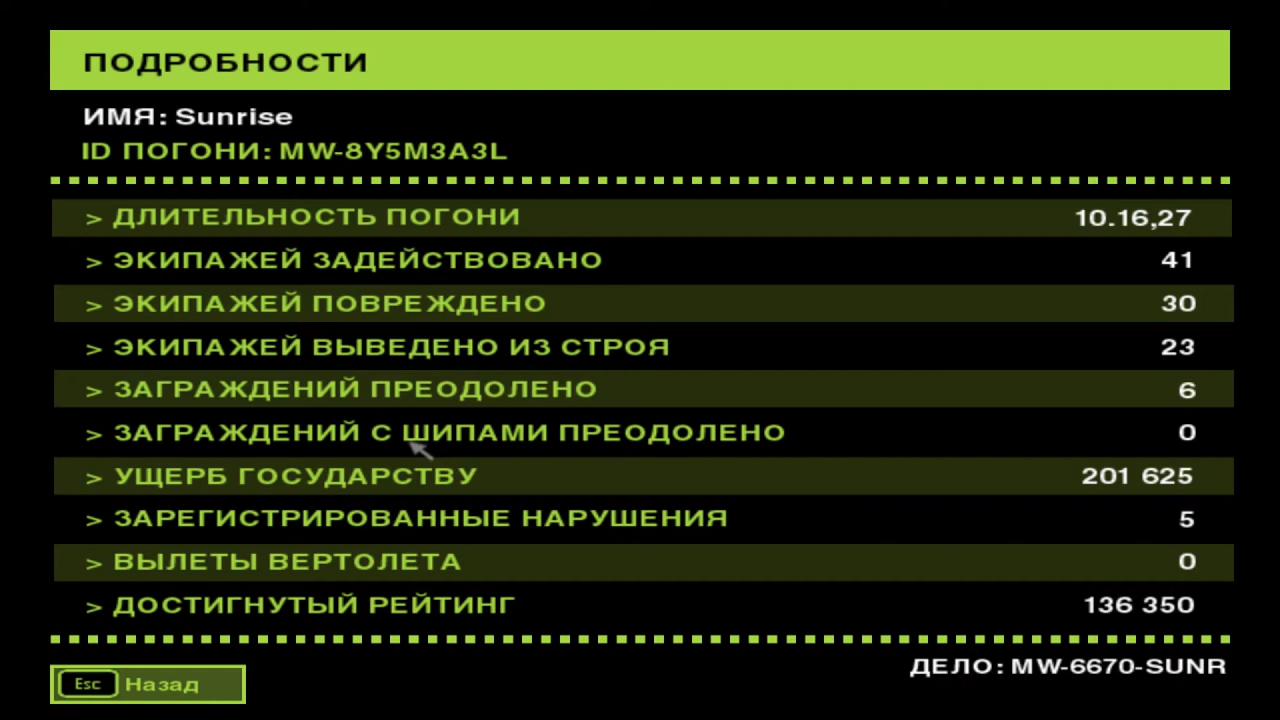 ПОДРОБНОСТИ
ИМЯ: Sunrise
ID ПОГОНИ: MW-8Y5M3A3L
> ДЛИТЕЛЬНОСТЬ ПОГОНИ 10.16,27
> ЭКИПАЖЕЙ ЗАДЕЙСТВОВАНО 41
> ЭКИПАЖЕЙ ПОВРЕЖДЕНО 30
> ЭКИПАЖЕЙ ВЫВЕДЕНО ИЗ СТРОЯ 23
> ЗАГРАЖДЕНИЙ ПРЕОДОЛЕНО 6
> ЗАГРАЖДЕНИЙ С ШИПАМИ ПРЕОДОЛЕНО 0
> УЩЕРБ ГОСУДАРСТВУ 201 625
> ЗАРЕГИСТРИРОВАННЫЕ НАРУШЕНИЯ 5
> ВЫЛЕТЫ ВЕРТОЛЕТА 0
> ДОСТИГНУТЫЙ РЕЙТИНГ 136 350
ДЕЛО: MW-6670-SUNR
Esc Назад